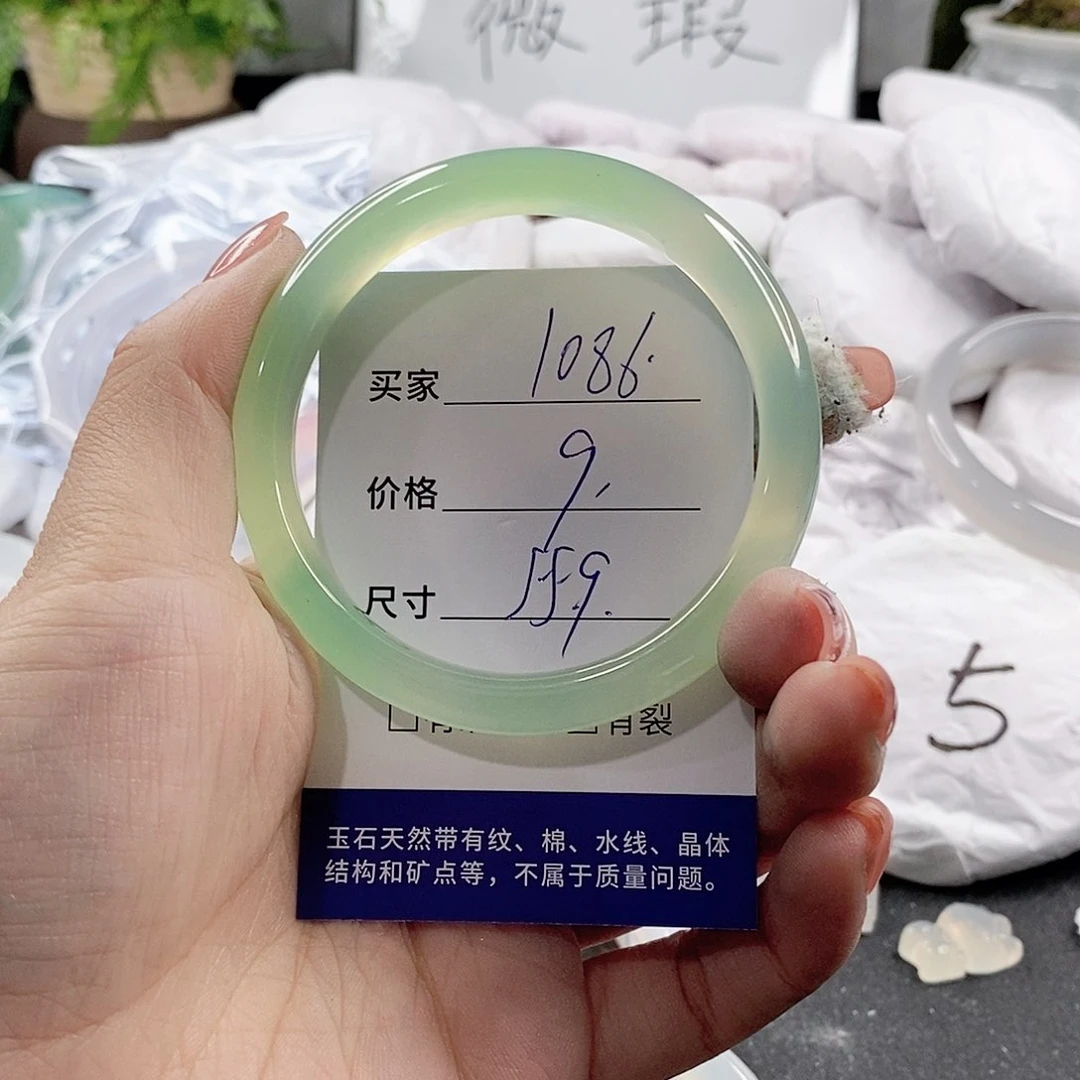 微瑕
买家 1086.
价格 9,
尺寸 55.9.
有裂
5
玉石天然带有纹、棉、水线、晶体
结构和矿点等，不属于质量问题。